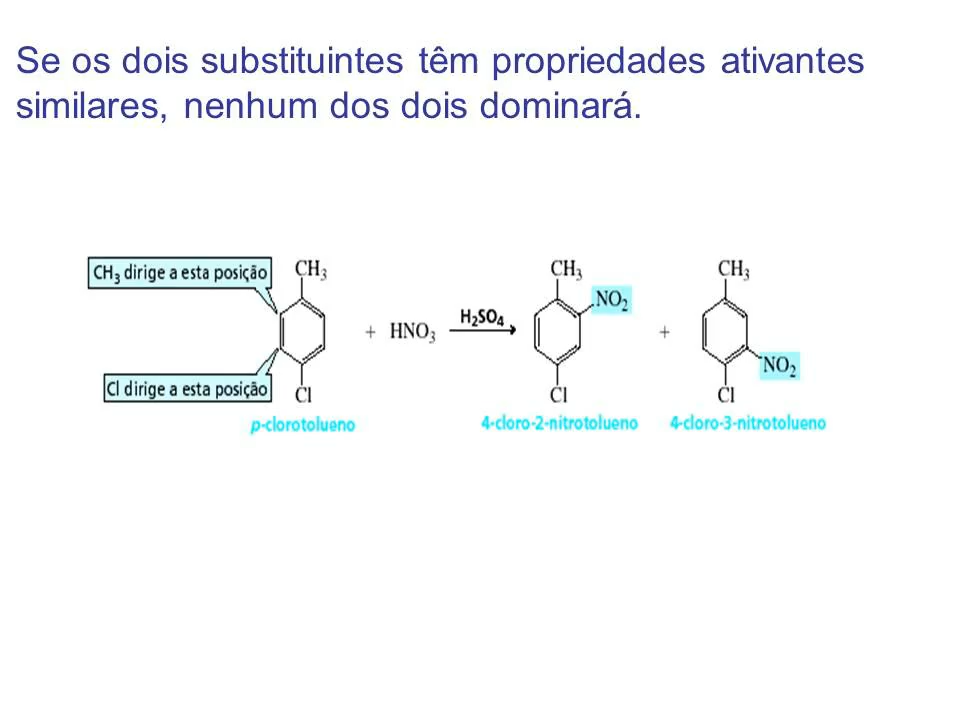 Se os dois substituintes têm propriedades ativantes
similares, nenhum dos dois dominará.
CH₃ dirige a esta posição
Cl dirige a esta posição
CH₃
Cl
p-clorotolueno
+ HNO₃
H₂SO₄
CH₃
NO₂
Cl
4-cloro-2-nitrotolueno
+
CH₃
NO₂
Cl
4-cloro-3-nitrotolueno